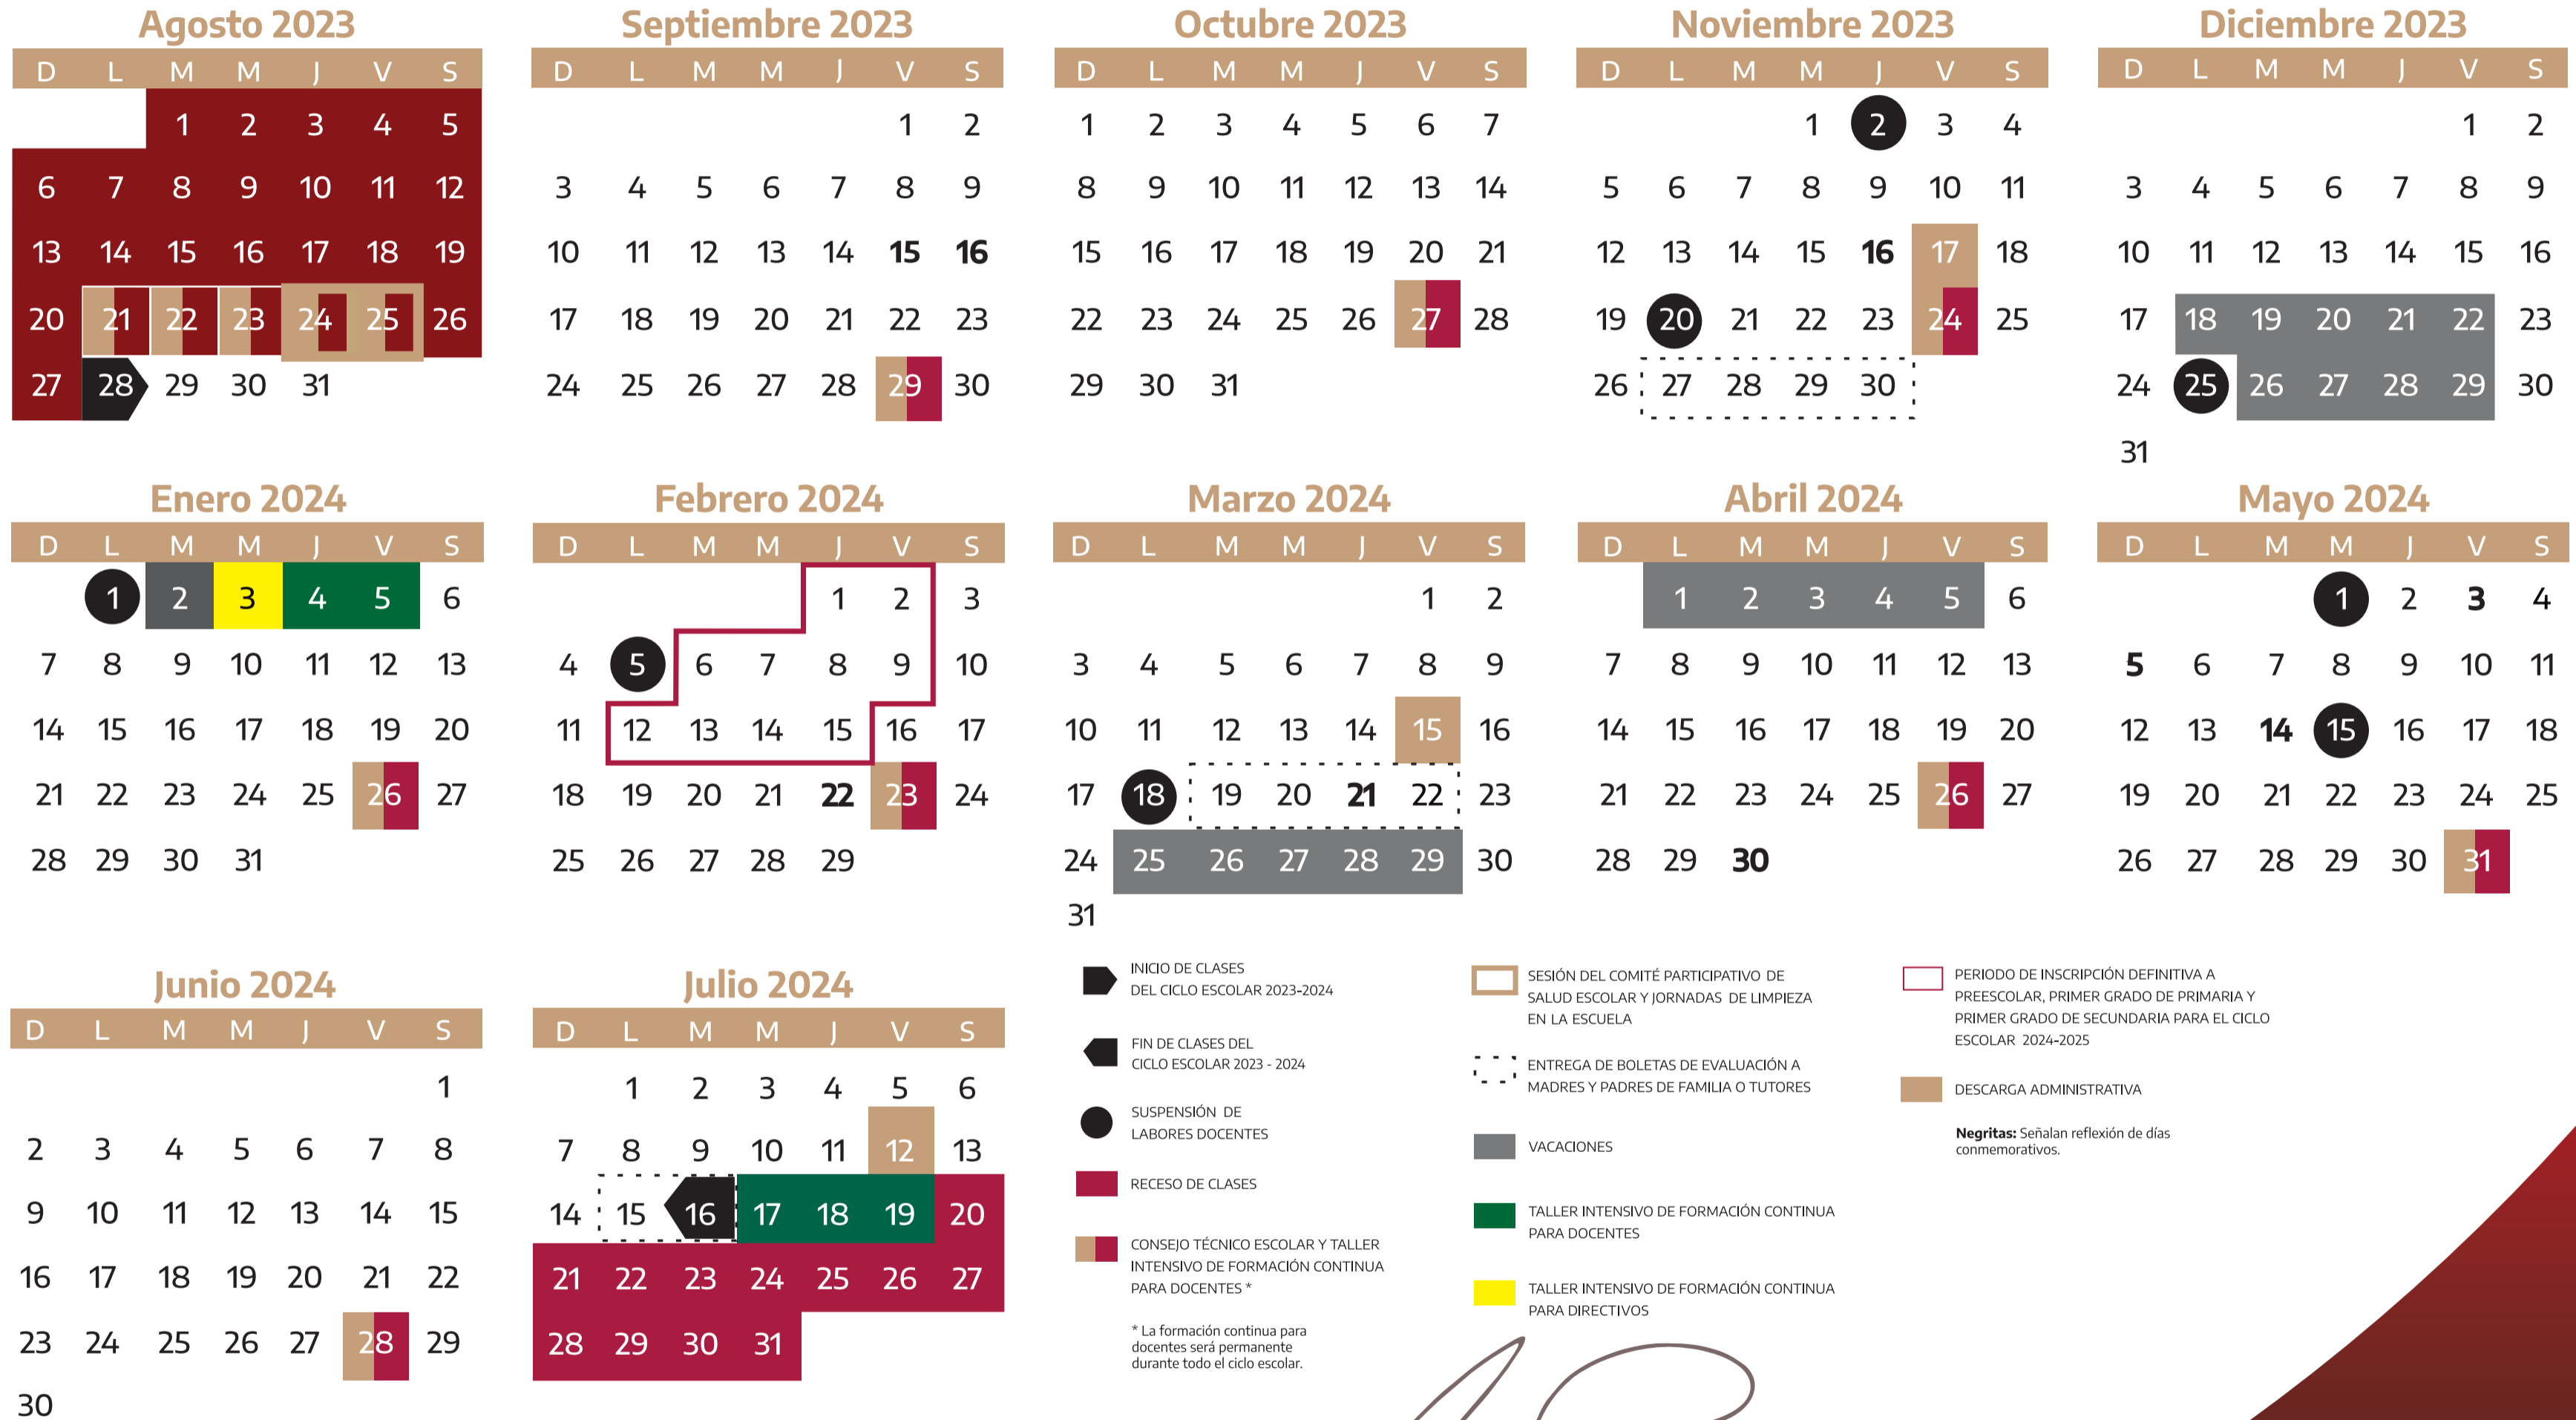 Agosto 2023
D L M M J V S
1 2 3 4 5
6 7 8 9 10 11 12
13 14 15 16 17 18 19
20 21 22 23 24 25 26
27 28 29 30 31
Septiembre 2023
D L M M J V S
1 2
3 4 5 6 7 8 9
10 11 12 13 14 15 16
17 18 19 20 21 22 23
24 25 26 27 28 29 30
Octubre 2023
D L M M J V S
1 2 3 4 5 6 7
8 9 10 11 12 13 14
15 16 17 18 19 20 21
22 23 24 25 26 27 28
29 30 31
Noviembre 2023
D L M M J V S
1 2 3 4
5 6 7 8 9 10 11
12 13 14 15 16 17 18
19 20 21 22 23 24 25
26 27 28 29 30
Diciembre 2023
D L M M J V S
1 2
3 4 5 6 7 8 9
10 11 12 13 14 15 16
17 18 19 20 21 22 23
24 25 26 27 28 29 30
31
Enero 2024
D L M M J V S
1 2 3 4 5 6
7 8 9 10 11 12 13
14 15 16 17 18 19 20
21 22 23 24 25 26 27
28 29 30 31
Febrero 2024
D L M M J V S
1 2 3
4 5 6 7 8 9 10
11 12 13 14 15 16 17
18 19 20 21 22 23 24
25 26 27 28 29
Marzo 2024
D L M M J V S
1 2
3 4 5 6 7 8 9
10 11 12 13 14 15 16
17 18 19 20 21 22 23
24 25 26 27 28 29 30
31
Abril 2024
D L M M J V S
1 2 3 4 5 6
7 8 9 10 11 12 13
14 15 16 17 18 19 20
21 22 23 24 25 26 27
28 29 30
Mayo 2024
D L M M J V S
1 2 3 4
5 6 7 8 9 10 11
12 13 14 15 16 17 18
19 20 21 22 23 24 25
26 27 28 29 30 31
Junio 2024
D L M M J V S
1
2 3 4 5 6 7 8
9 10 11 12 13 14 15
16 17 18 19 20 21 22
23 24 25 26 27 28 29
30
Julio 2024
D L M M J V S
1 2 3 4 5 6
7 8 9 10 11 12 13
14 15 16 17 18 19 20
21 22 23 24 25 26 27
28 29 30 31
INICIO DE CLASES
DEL CICLO ESCOLAR 2023-2024
FIN DE CLASES DEL
CICLO ESCOLAR 2023 - 2024
SUSPENSIÓN DE
LABORES DOCENTES
RECESO DE CLASES
CONSEJO TÉCNICO ESCOLAR Y TALLER
INTENSIVO DE FORMACIÓN CONTINUA
PARA DOCENTES *
* La formación continua para
docentes será permanente
durante todo el ciclo escolar.
SESIÓN DEL COMITÉ PARTICIPATIVO DE
SALUD ESCOLAR Y JORNADAS DE LIMPIEZA
EN LA ESCUELA
ENTREGA DE BOLETAS DE EVALUACIÓN A
MADRES Y PADRES DE FAMILIA O TUTORES
VACACIONES
TALLER INTENSIVO DE FORMACIÓN CONTINUA
PARA DOCENTES
TALLER INTENSIVO DE FORMACIÓN CONTINUA
PARA DIRECTIVOS
PERIODO DE INSCRIPCIÓN DEFINITIVA A
PREESCOLAR, PRIMER GRADO DE PRIMARIA Y
PRIMER GRADO DE SECUNDARIA PARA EL CICLO
ESCOLAR 2024-2025
DESCARGA ADMINISTRATIVA
Negritas: Señalan reflexión de días
conmemorativos.